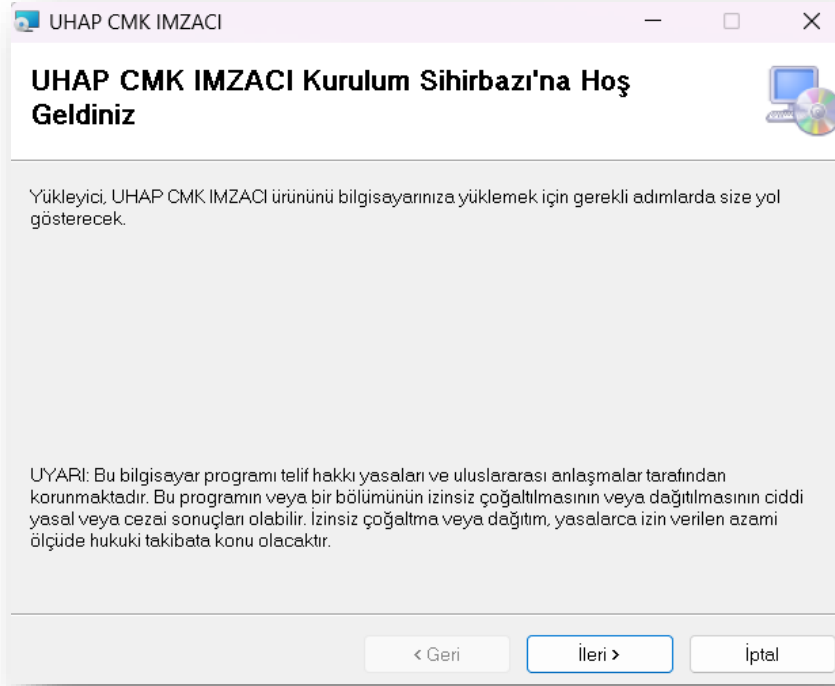 UHAP CMK IMZACI
UHAP CMK IMZACI Kurulum Sihirbazı'na Hoş
Geldiniz
Yükleyici, UHAP CMK IMZACI ürününü bilgisayarınıza yüklemek için gerekli adımlarda size yol
gösterecek.
UYARI: Bu bilgisayar programı telif hakkı yasaları ve uluslararası anlaşmalar tarafından
korunmaktadır. Bu programın veya bir bölümünün izinsiz çoğaltılmasının veya dağıtılmasının ciddi
yasal veya cezai sonuçları olabilir. İzinsiz çoğaltma veya dağıtım, yasalarca izin verilen azami
ölçüde hukuki takibata konu olacaktır.
< Geri
İleri >
İptal